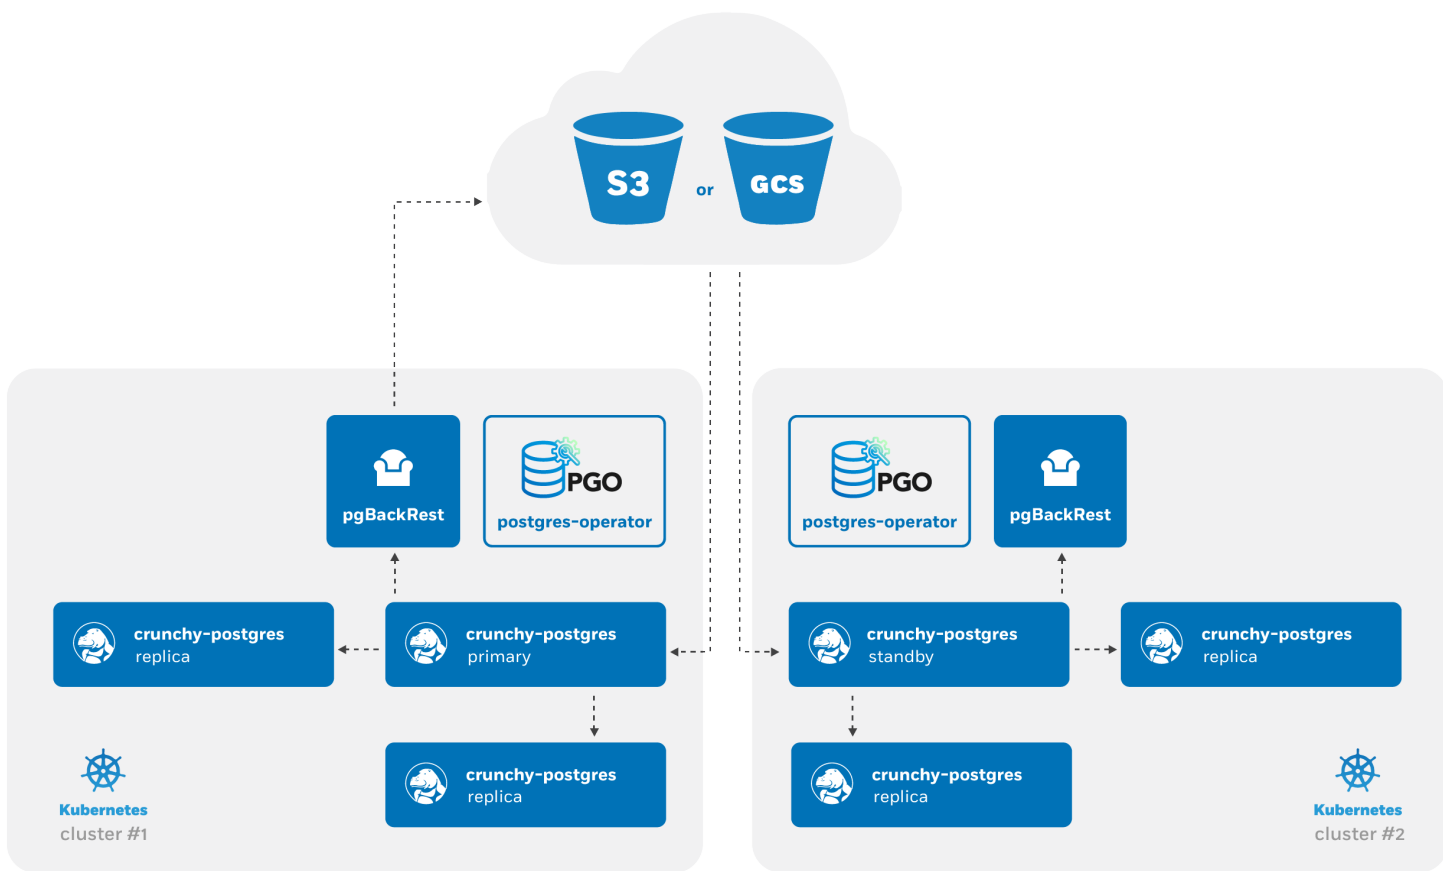 S3
or
GCS
pgBackRest
PGO
postgres-operator
crunchy-postgres
replica
crunchy-postgres
primary
crunchy-postgres
replica
Kubernetes
cluster #1
PGO
postgres-operator
pgBackRest
crunchy-postgres
standby
crunchy-postgres
replica
crunchy-postgres
replica
Kubernetes
cluster #2